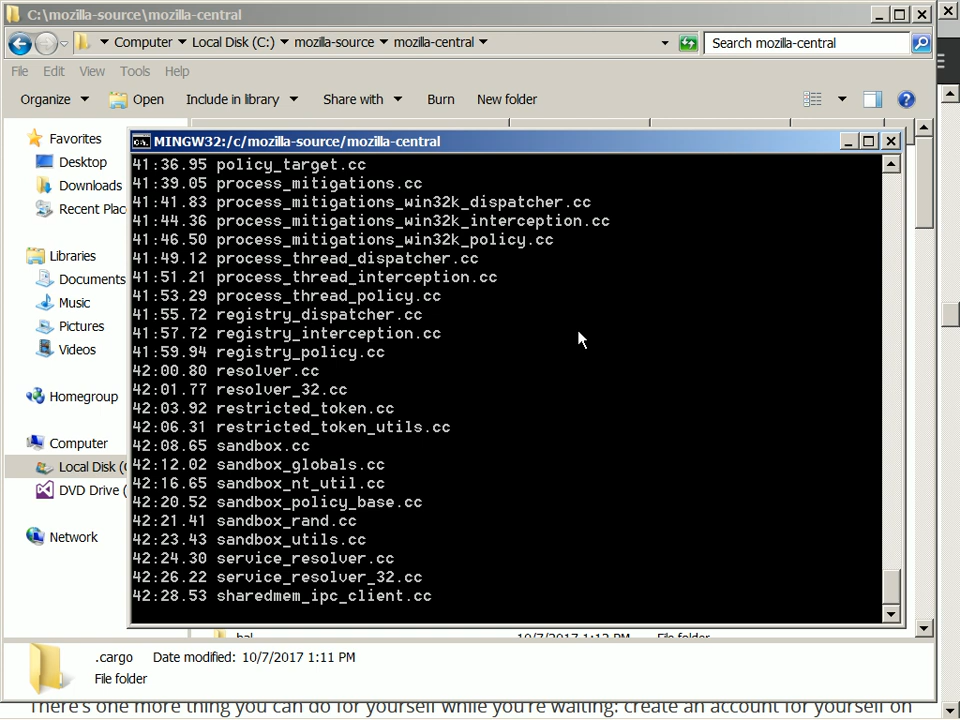 C:\mozilla-source\mozilla-central
Computer Local Disk (C:) mozilla-source mozilla-central
Search mozilla-central
File Edit View Tools Help
Organize Open Include in library Share with Burn New folder
Favorites
Desktop
Downloads
Recent Plac
Libraries
Documents
Music
Pictures
Videos
Homegroup
Computer
Local Disk (
DVD Drive (
Network
MINGW32:/c/mozilla-source/mozilla-central
41:36.95 policy_target.cc
41:39.05 process_mitigations.cc
41:41.83 process_mitigations_win32k_dispatcher.cc
41:44.36 process_mitigations_win32k_interception.cc
41:46.50 process_mitigations_win32k_policy.cc
41:49.12 process_thread_dispatcher.cc
41:51.21 process_thread_interception.cc
41:53.29 process_thread_policy.cc
41:55.72 registry_dispatcher.cc
41:57.72 registry_interception.cc
41:59.94 registry_policy.cc
42:00.80 resolver.cc
42:01.77 resolver_32.cc
42:03.92 restricted_token.cc
42:06.31 restricted_token_utils.cc
42:08.65 sandbox.cc
42:12.02 sandbox_globals.cc
42:16.65 sandbox_nt_util.cc
42:20.52 sandbox_policy_base.cc
42:21.41 sandbox_rand.cc
42:23.43 sandbox_utils.cc
42:24.30 service_resolver.cc
42:26.22 service_resolver_32.cc
42:28.53 sharedmem_ipc_client.cc
hal 10/7/2017 1:12 PM File folder
.cargo Date modified: 10/7/2017 1:11 PM
File folder
There's one more thing you can do for yourself while you're waiting: create an account for yourself on